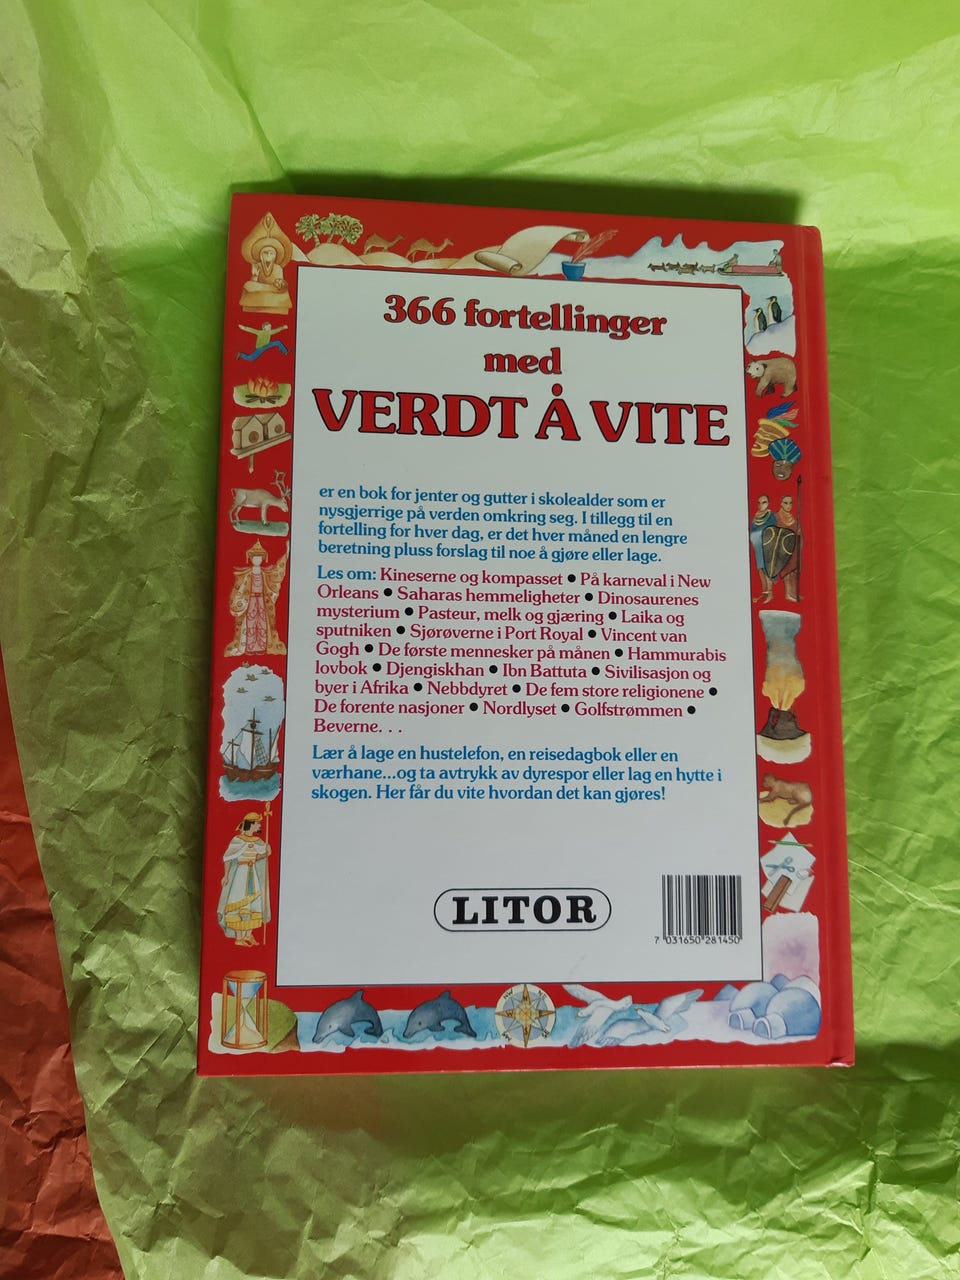 366 fortellinger
med
VERDT Å VITE
er en bok for jenter og gutter i skolealder som er
nysgjerrige på verden omkring seg. I tillegg til en
fortelling for hver dag, er det hver måned en lengre
beretning pluss forslag til noe å gjøre eller lage.
Les om: Kineserne og kompasset • På karneval i New
Orleans • Saharas hemmeligheter • Dinosaurenes
mysterium • Pasteur, melk og gjæring • Laika og
sputniken • Sjørøverne i Port Royal • Vincent van
Gogh • De første mennesker på månen • Hammurabis
lovbok • Djengiskhan • Ibn Battuta • Sivilisasjon og
byer i Afrika • Nebbdyret • De fem store religionene •
De forente nasjoner • Nordlyset • Golfstrømmen •
Beverne. . .
Lær å lage en hustelefon, en reisedagbok eller en
værhane...og ta avtrykk av dyrespor eller lag en hytte i
skogen. Her får du vite hvordan det kan gjøres!
LITOR
7 031650 281450